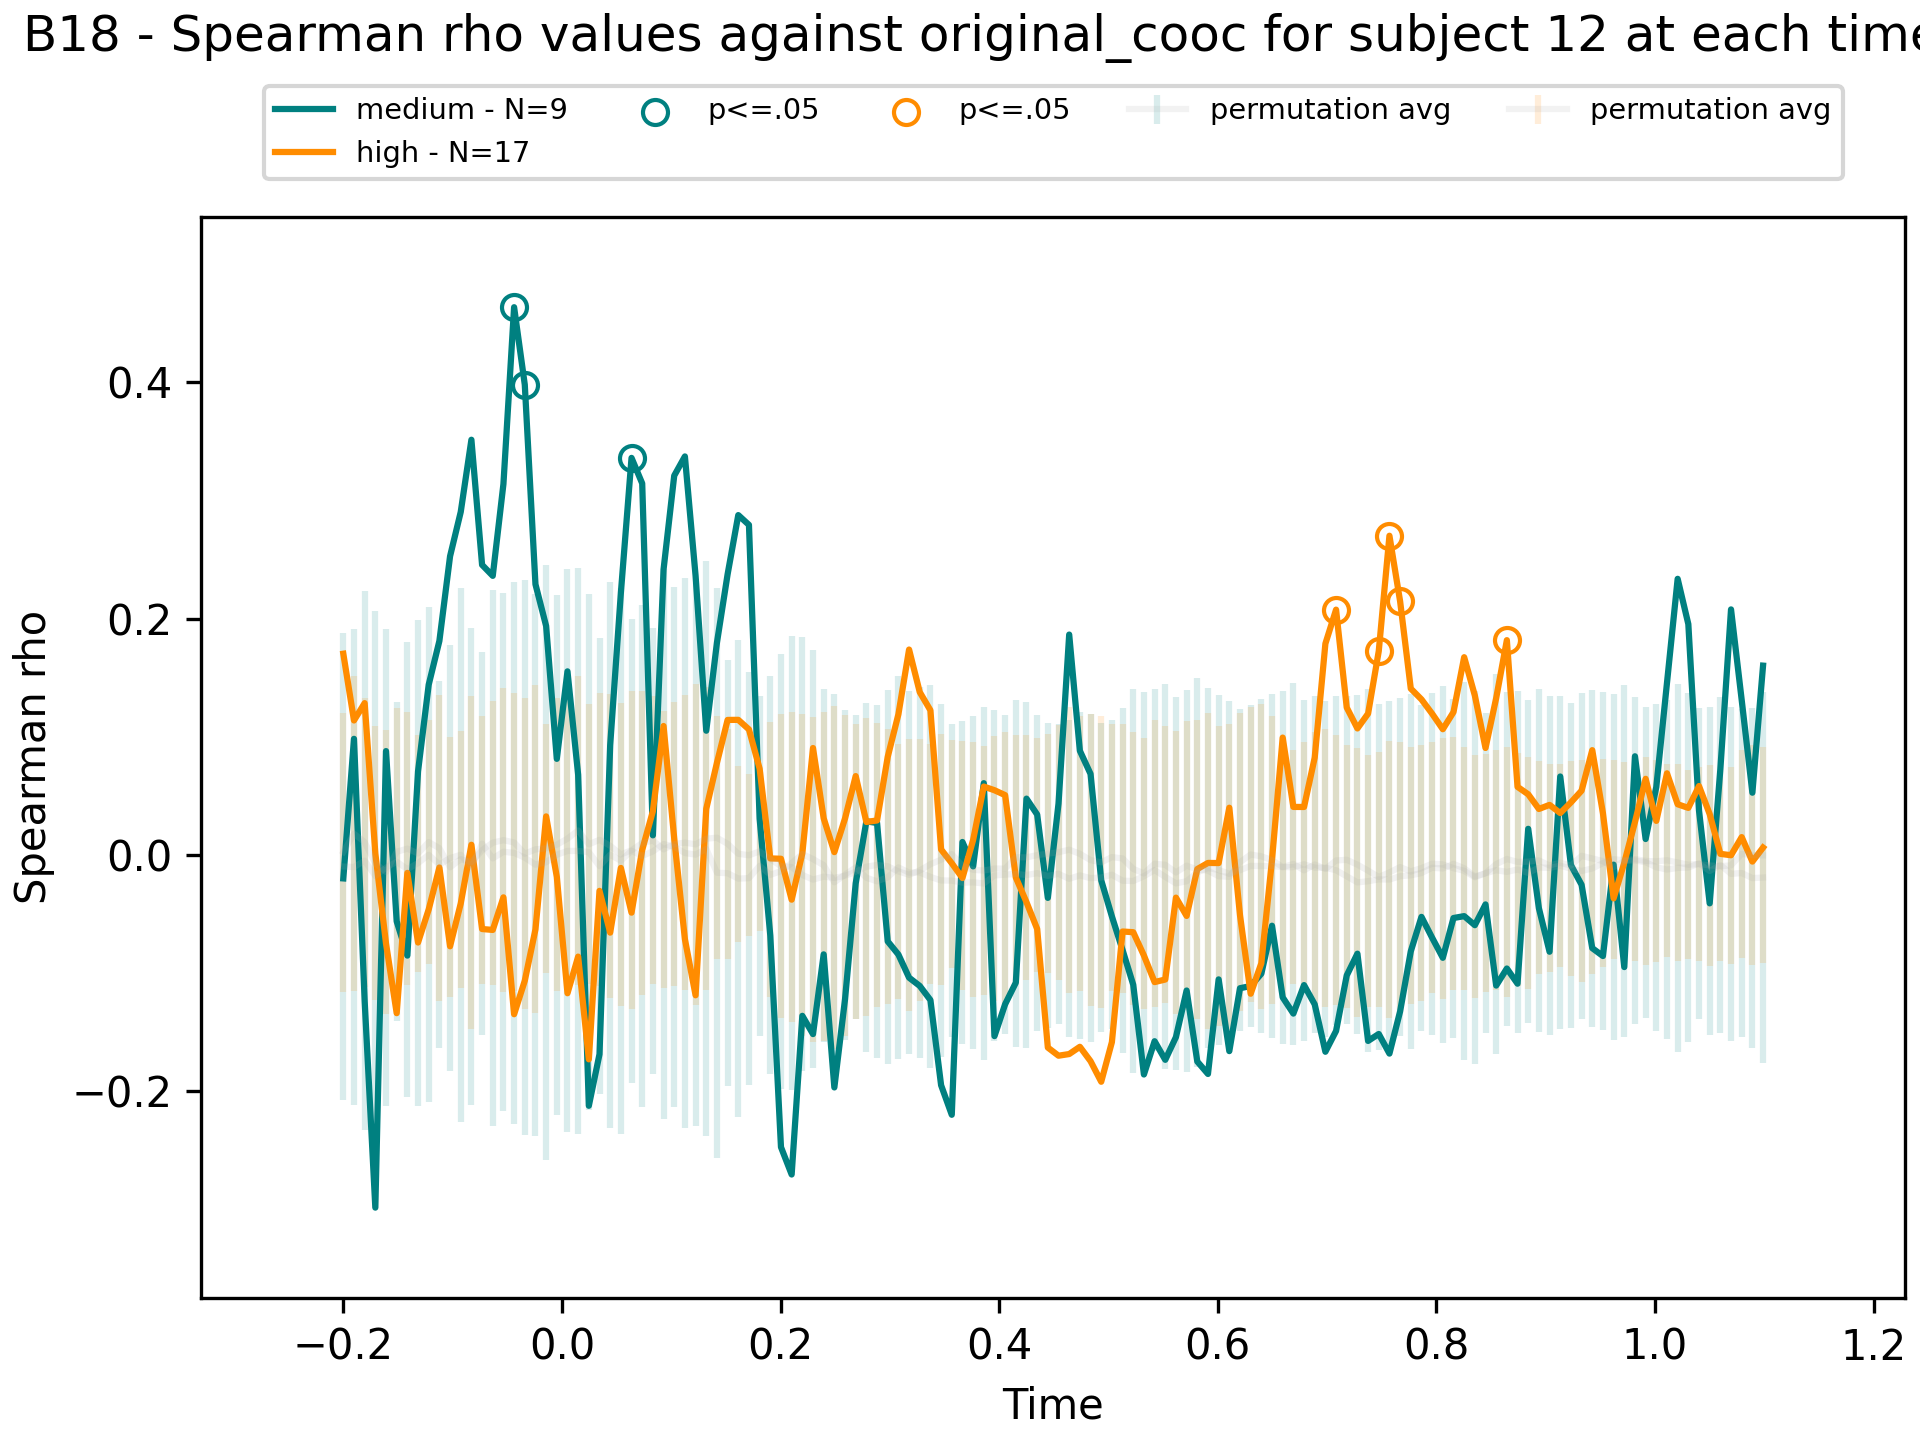 B18 - Spearman rho values against original_cooc for subject 12 at each time
medium - N=9
high - N=17
p<=.05
p<=.05
permutation avg
permutation avg
Spearman rho
0.4
0.2
0.0
−0.2
−0.2 0.0 0.2 0.4 0.6 0.8 1.0 1.2
Time